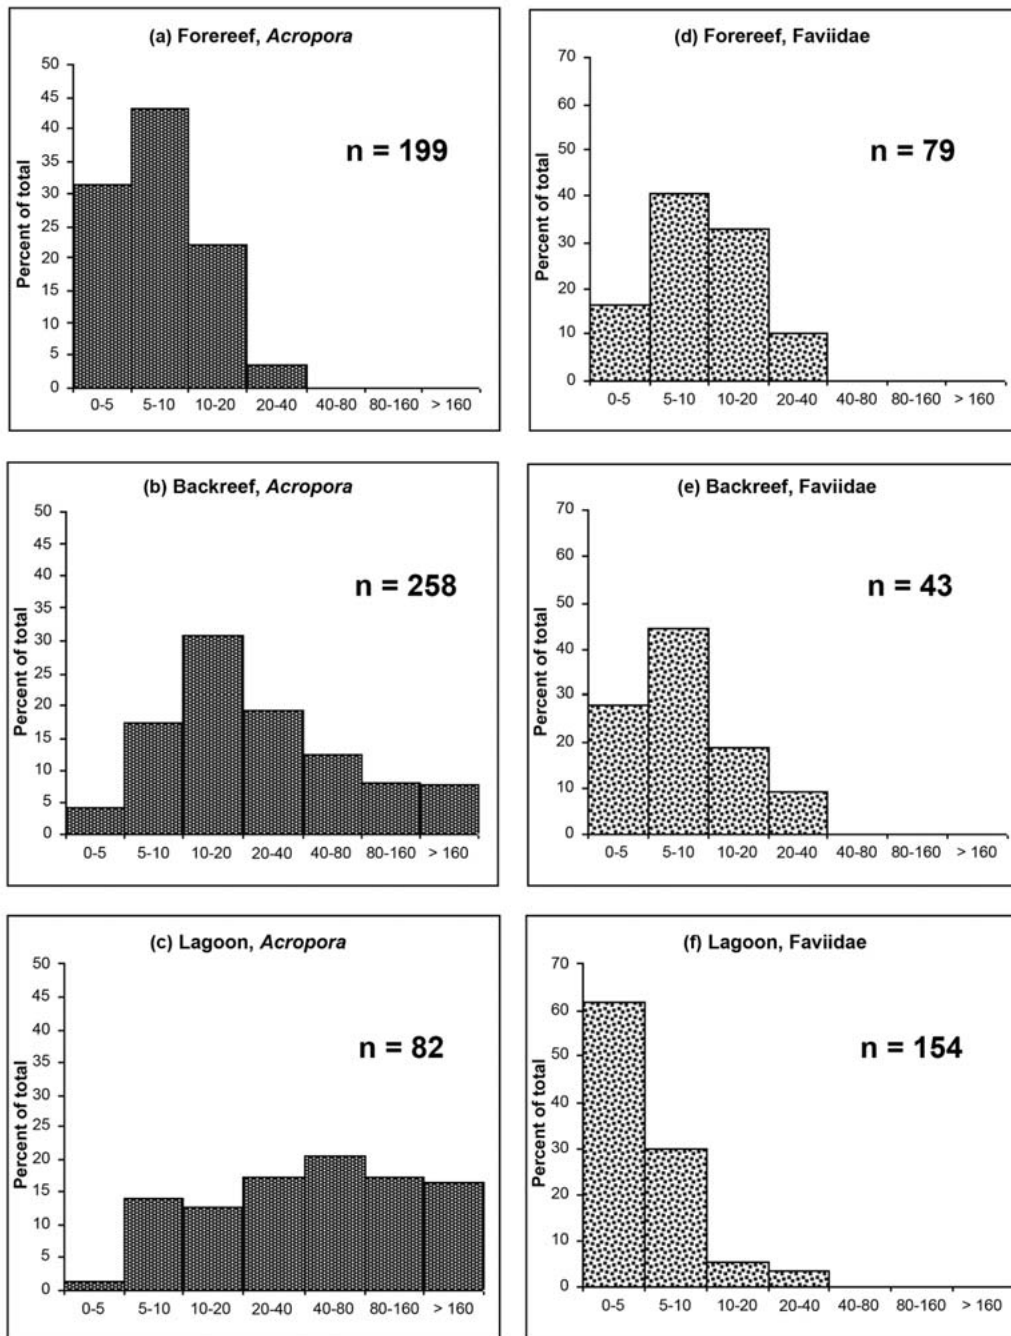 (a) Forereef, Acropora
50
45
40
35
30
25
20
15
10
5
0
Percent of total
n = 199
0-5 5-10 10-20 20-40 40-80 80-160 > 160
(d) Forereef, Faviidae
70
60
50
40
30
20
10
0
Percent of total
n = 79
0-5 5-10 10-20 20-40 40-80 80-160 > 160
(b) Backreef, Acropora
50
45
40
35
30
25
20
15
10
5
0
Percent of total
n = 258
0-5 5-10 10-20 20-40 40-80 80-160 > 160
(e) Backreef, Faviidae
70
60
50
40
30
20
10
0
Percent of total
n = 43
0-5 5-10 10-20 20-40 40-80 80-160 > 160
(c) Lagoon, Acropora
50
45
40
35
30
25
20
15
10
5
0
Percent of total
n = 82
0-5 5-10 10-20 20-40 40-80 80-160 > 160
(f) Lagoon, Faviidae
70
60
50
40
30
20
10
0
Percent of total
n = 154
0-5 5-10 10-20 20-40 40-80 80-160 > 160